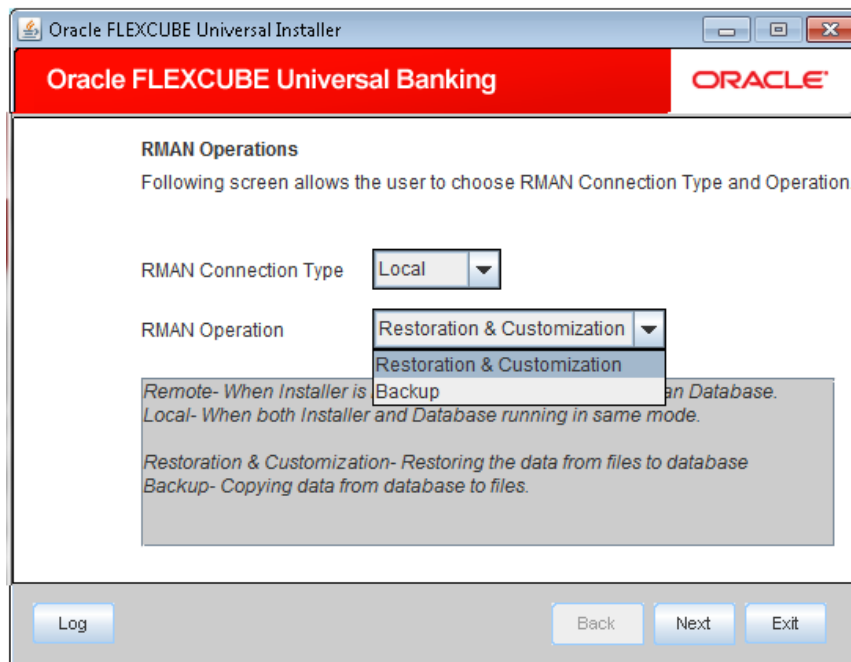 Oracle FLEXCUBE Universal Installer
Oracle FLEXCUBE Universal Banking
ORACLE
RMAN Operations
Following screen allows the user to choose RMAN Connection Type and Operation
RMAN Connection Type Local
RMAN Operation Restoration & Customization
Restoration & Customization
Backup
Remote- When Installer is an Database.
Local- When both Installer and Database running in same mode.
Restoration & Customization- Restoring the data from files to database
Backup- Copying data from database to files.
Log Back Next Exit